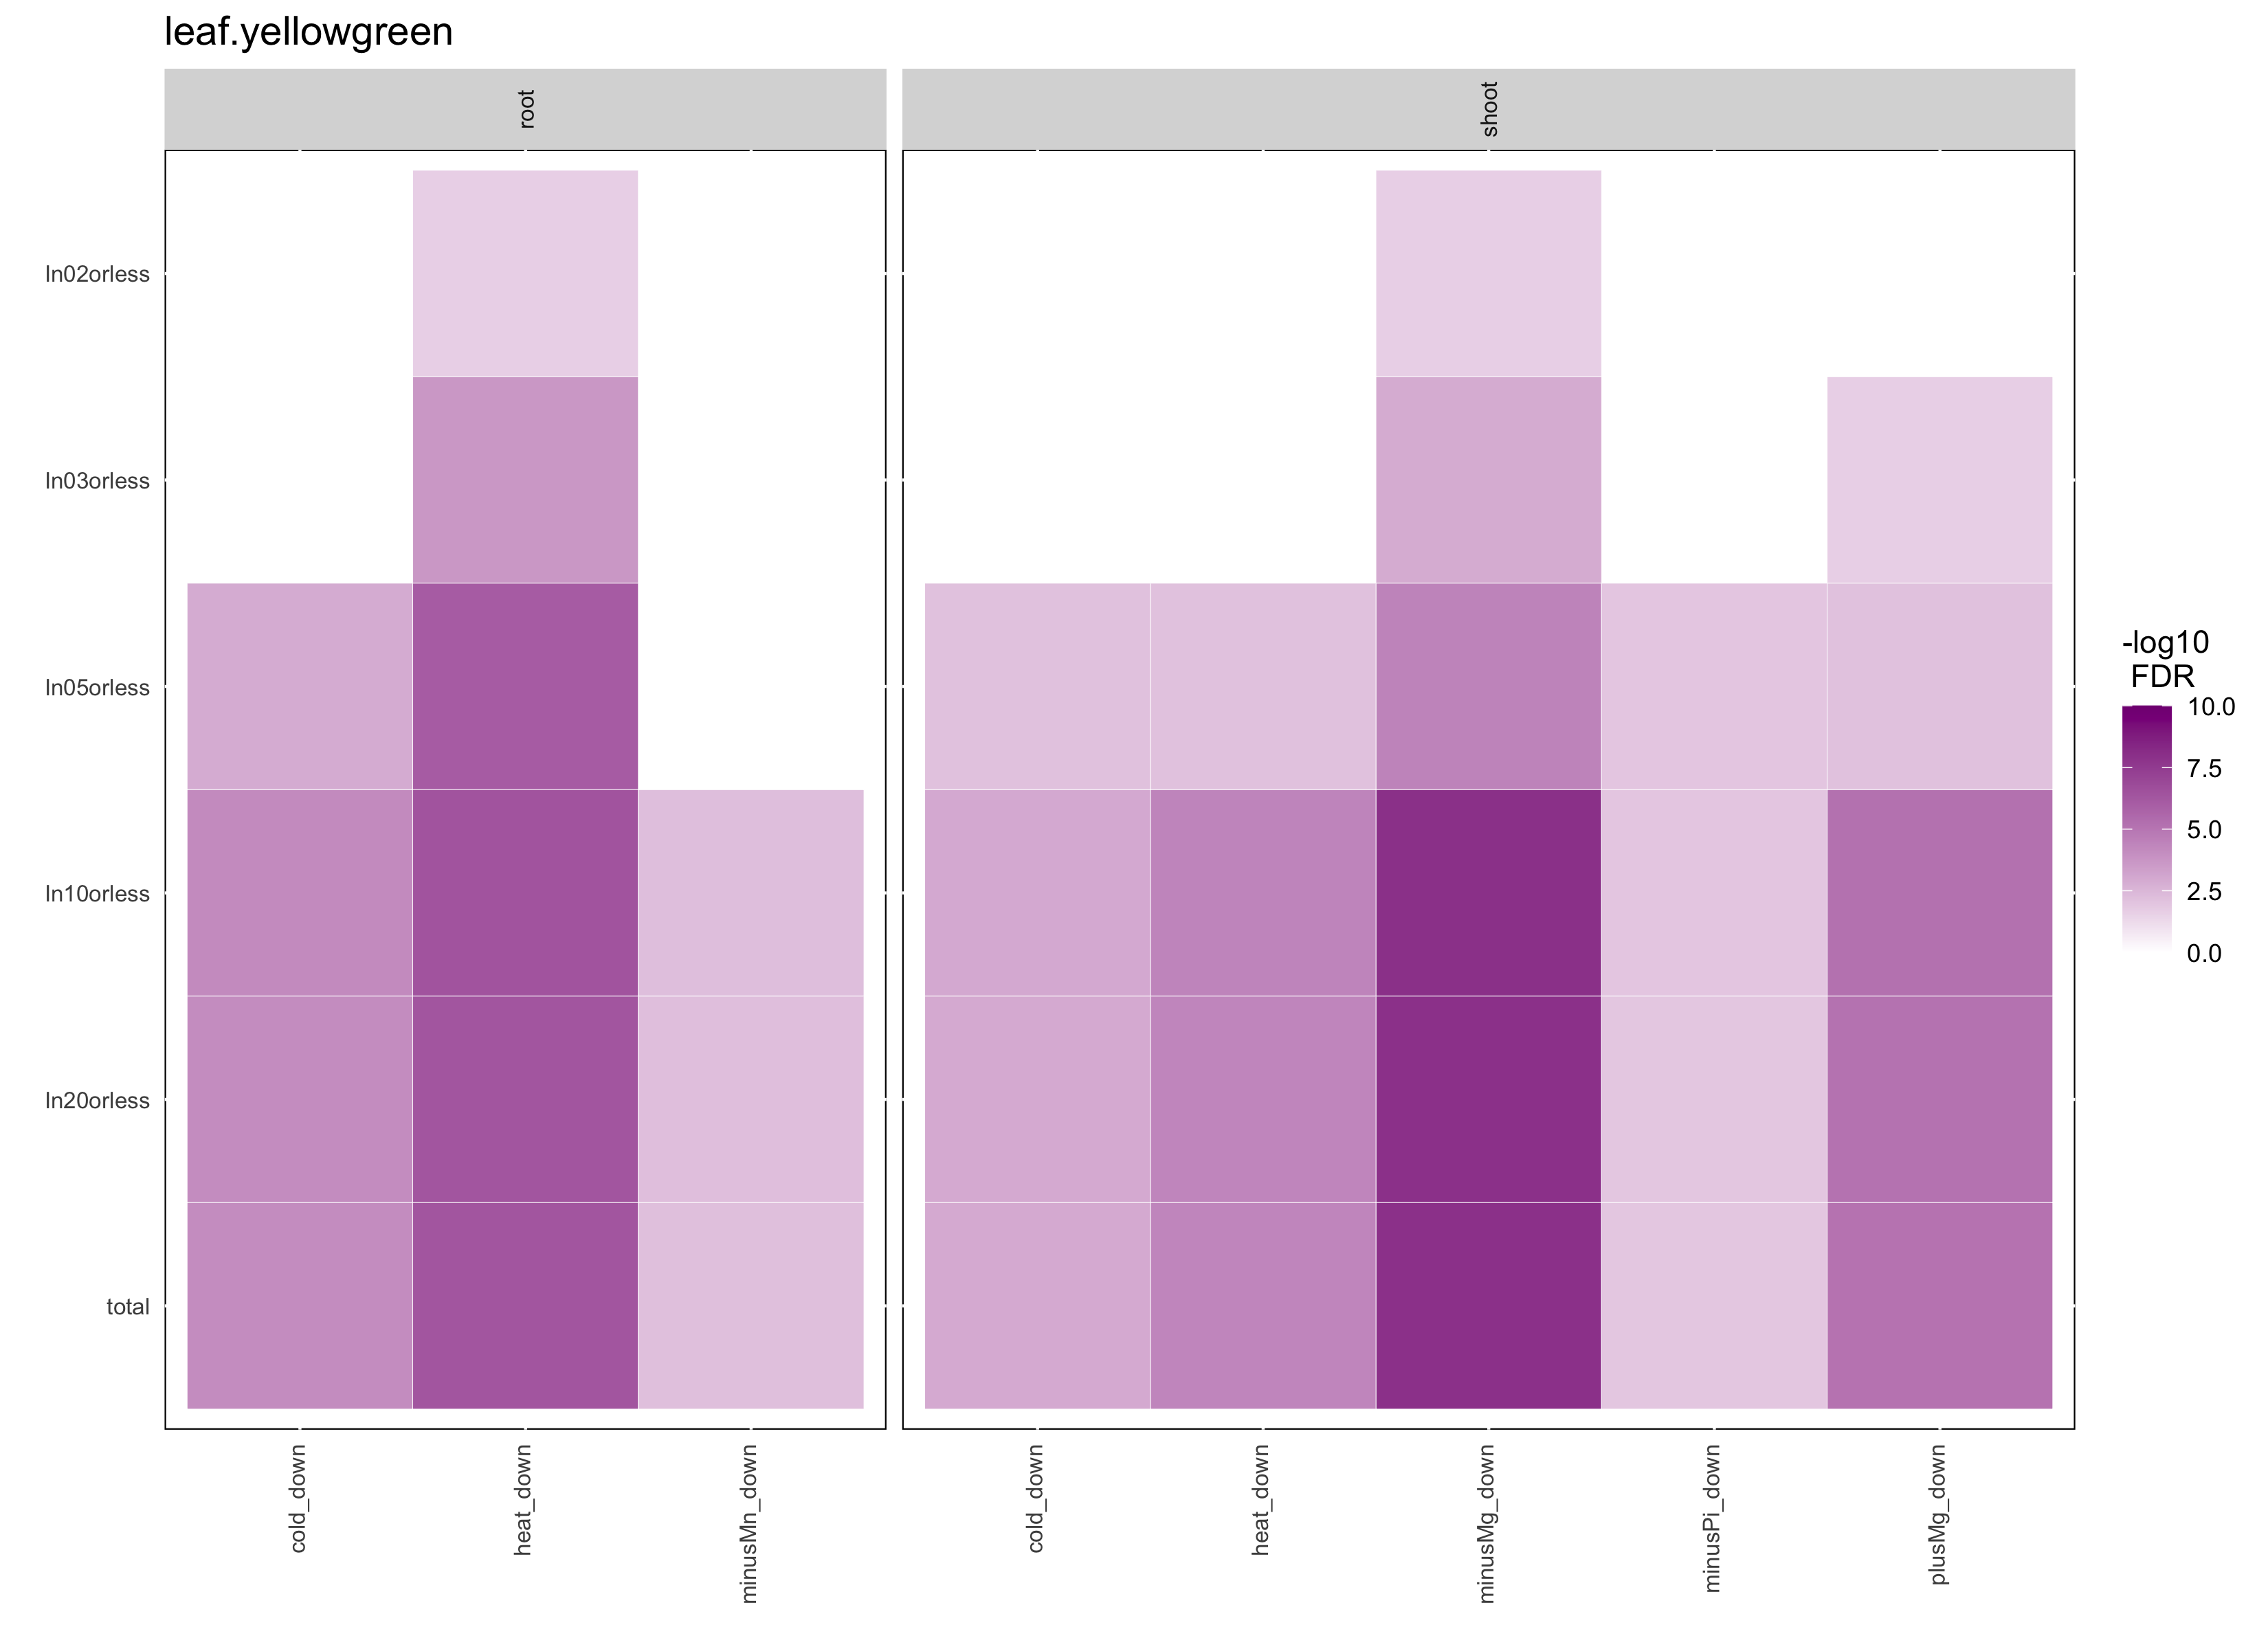 leaf.yellowgreen
root
shoot
In02orless
In03orless
In05orless
In10orless
In20orless
total
cold_down
heat_down
minusMn_down
cold_down
heat_down
minusMg_down
minusPi_down
plusMg_down
-log10
FDR
10.0
7.5
5.0
2.5
0.0